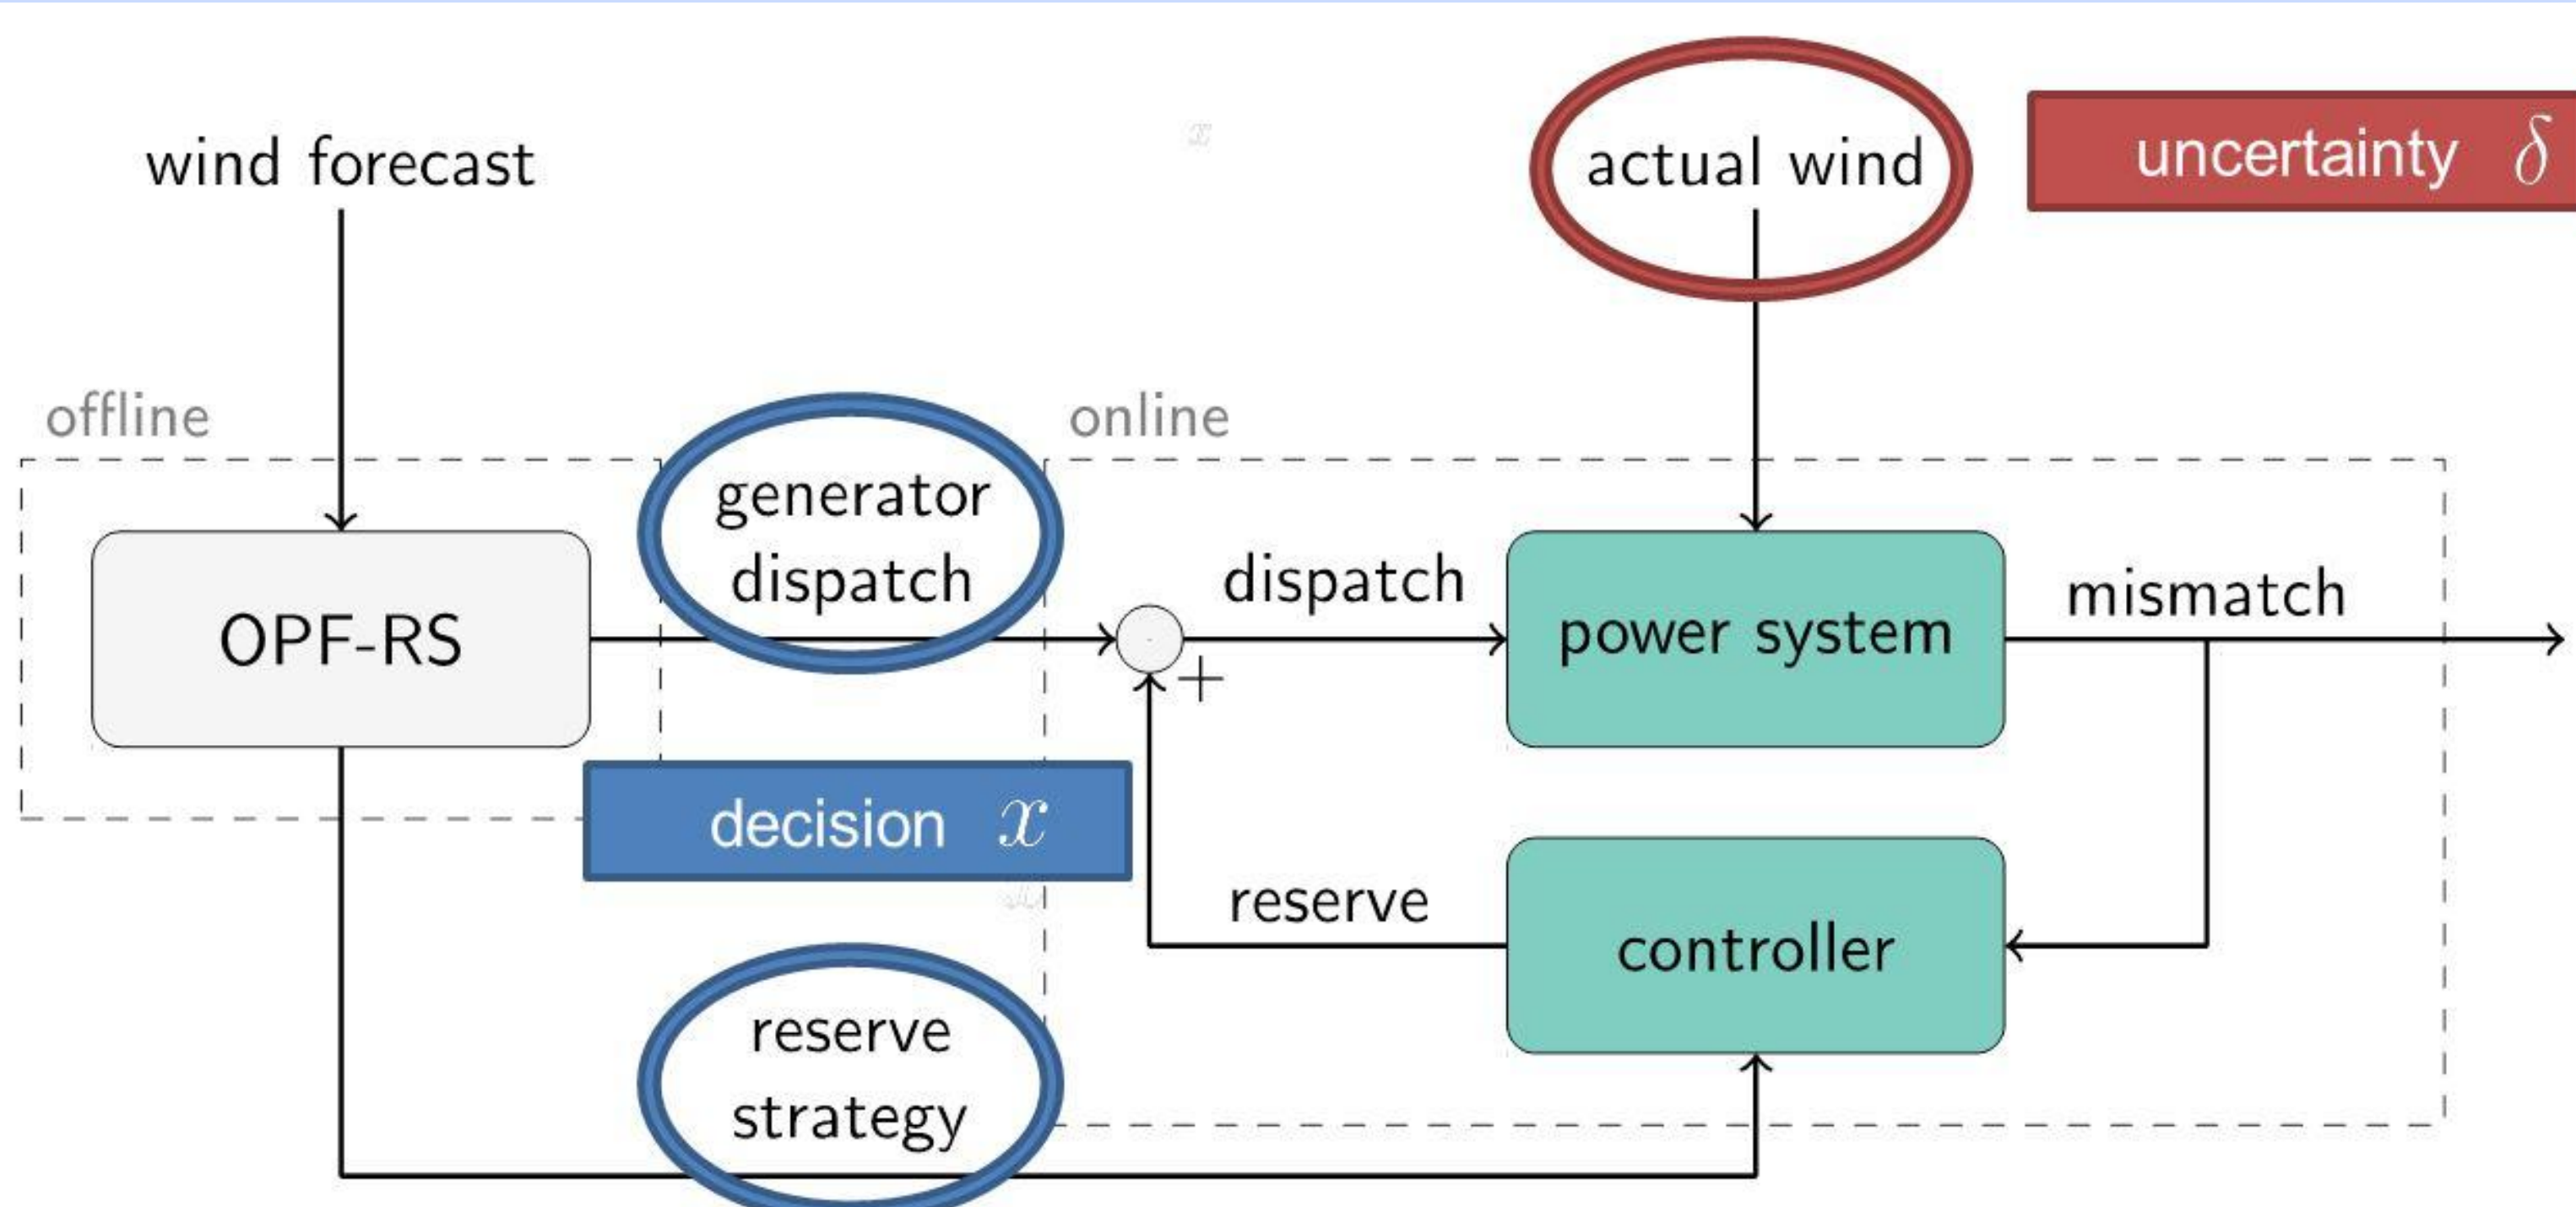 wind forecast
actual wind
uncertainty δ
offline
online
generator
dispatch
dispatch
mismatch
OPF-RS
+
power system
decision x
reserve
controller
reserve
strategy